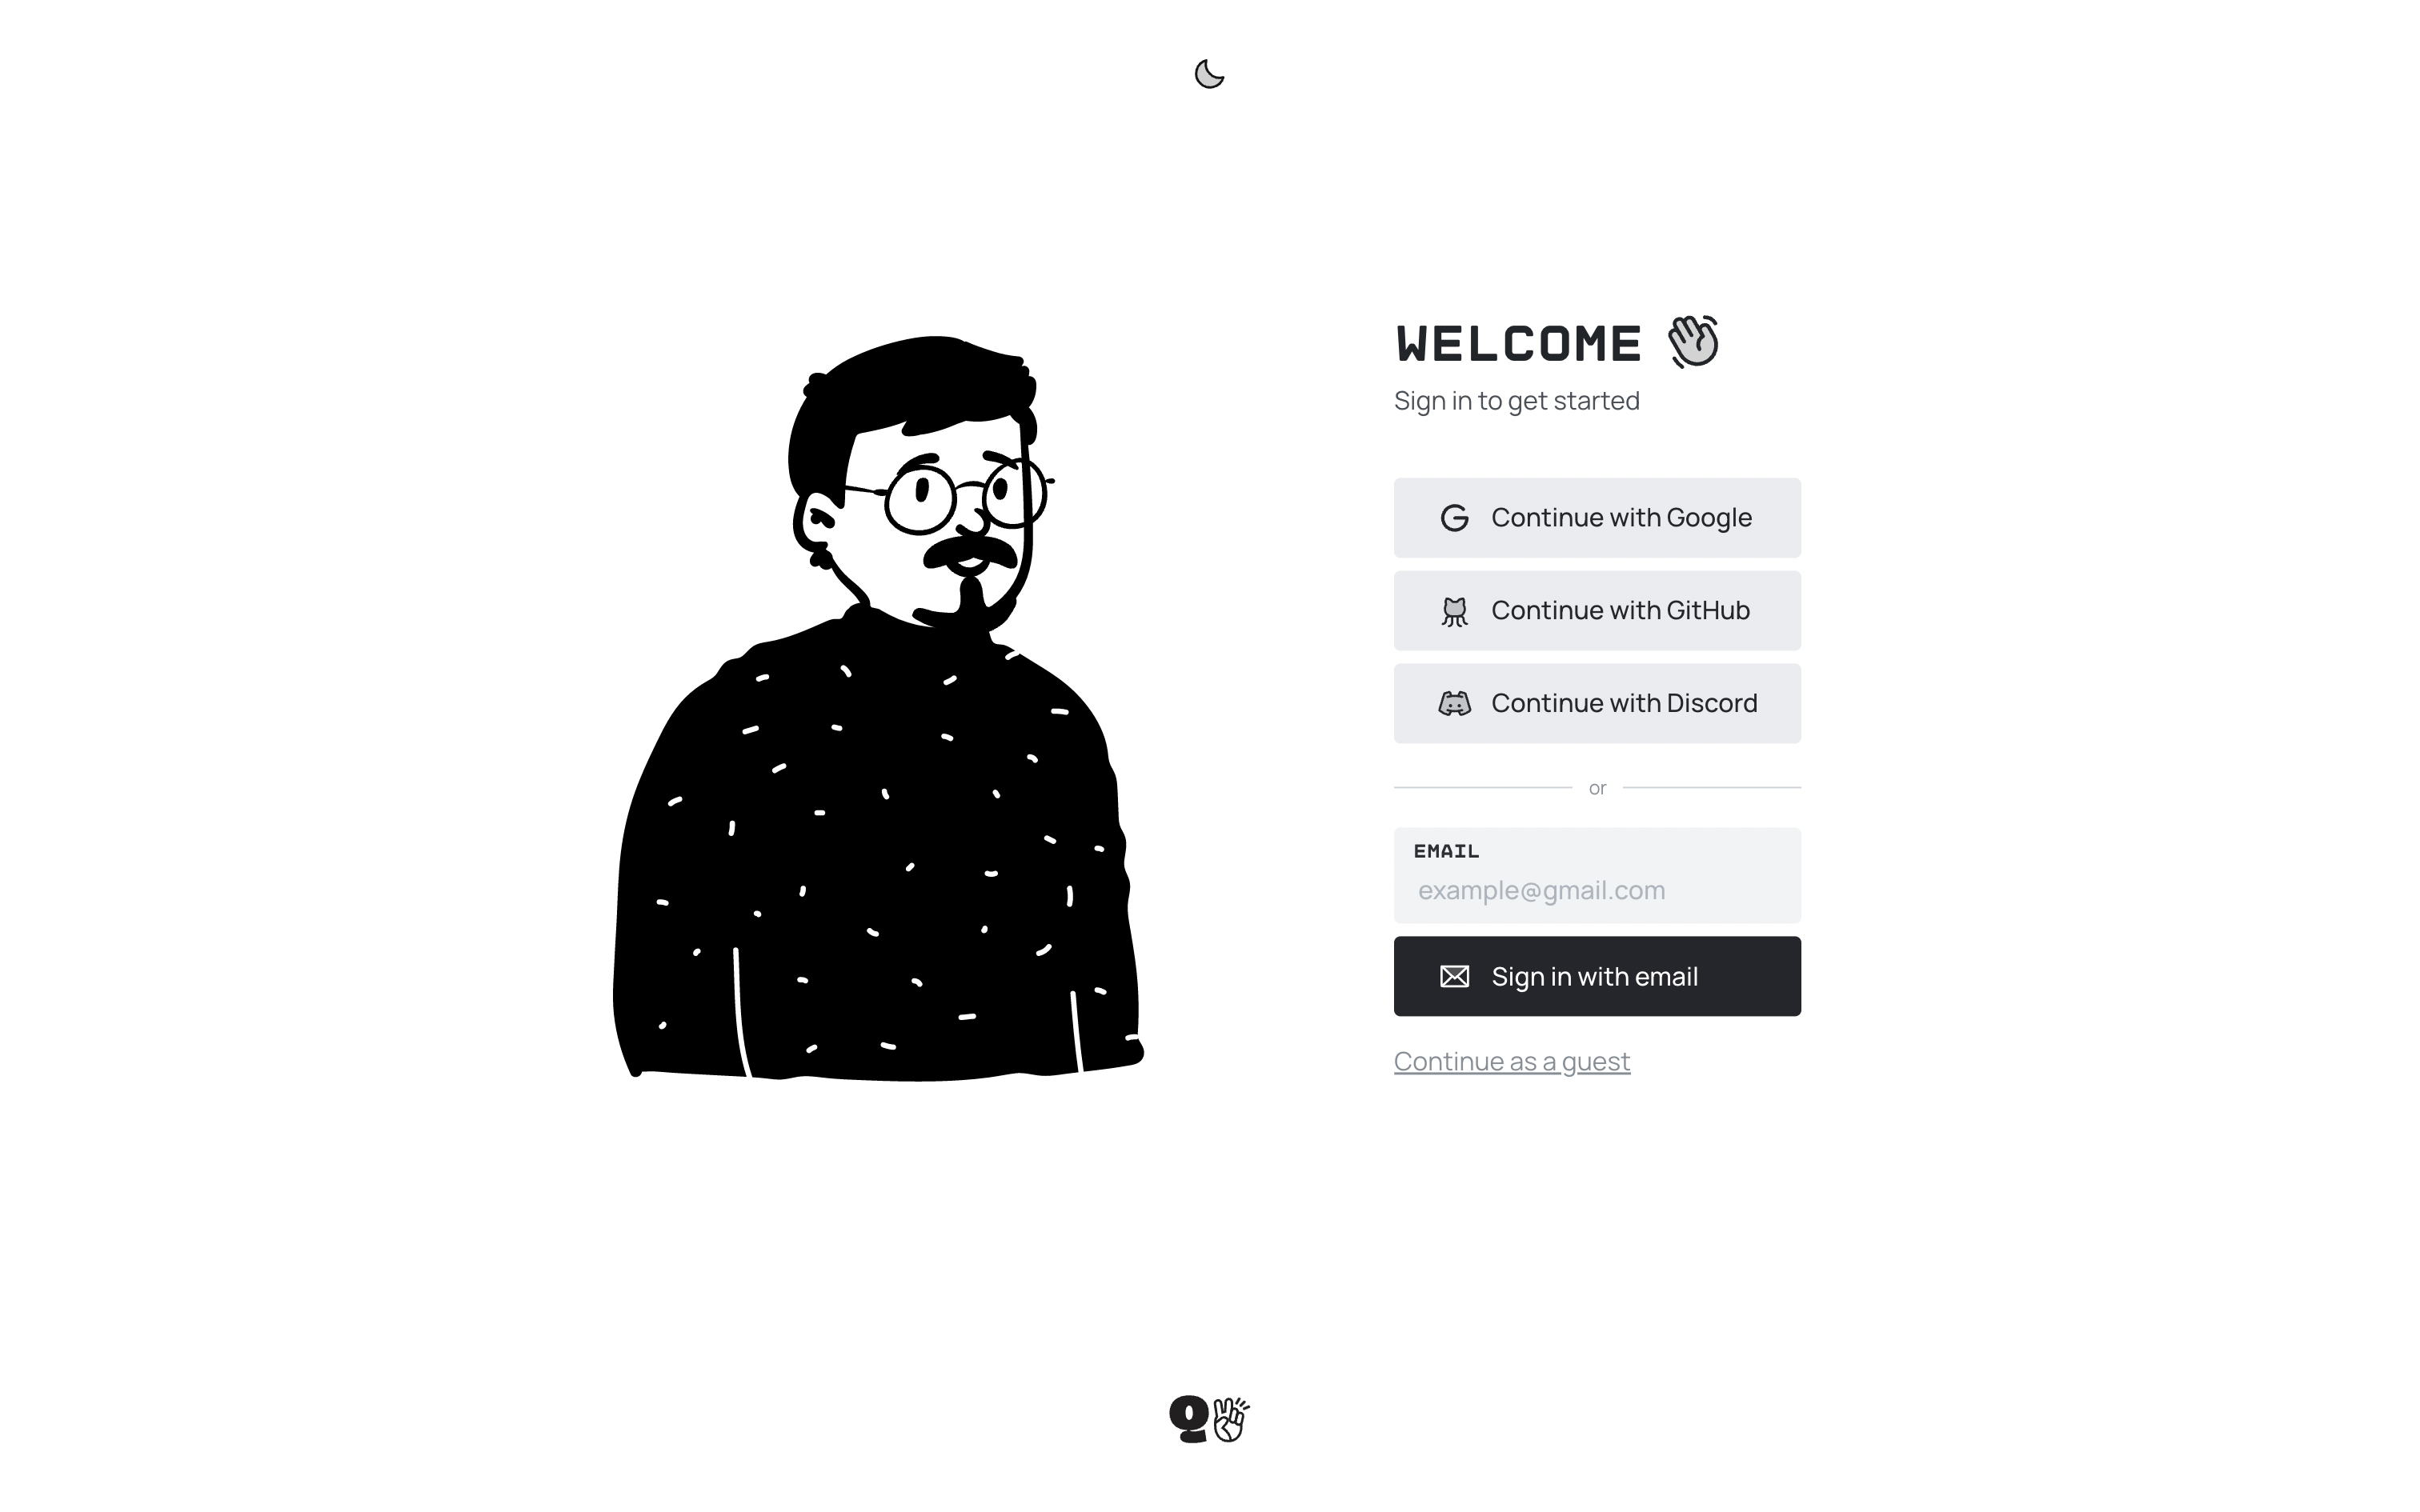 WELCOME
Sign in to get started
Continue with Google
Continue with GitHub
Continue with Discord
or
EMAIL
example@gmail.com
Sign in with email
Continue as a guest
Q